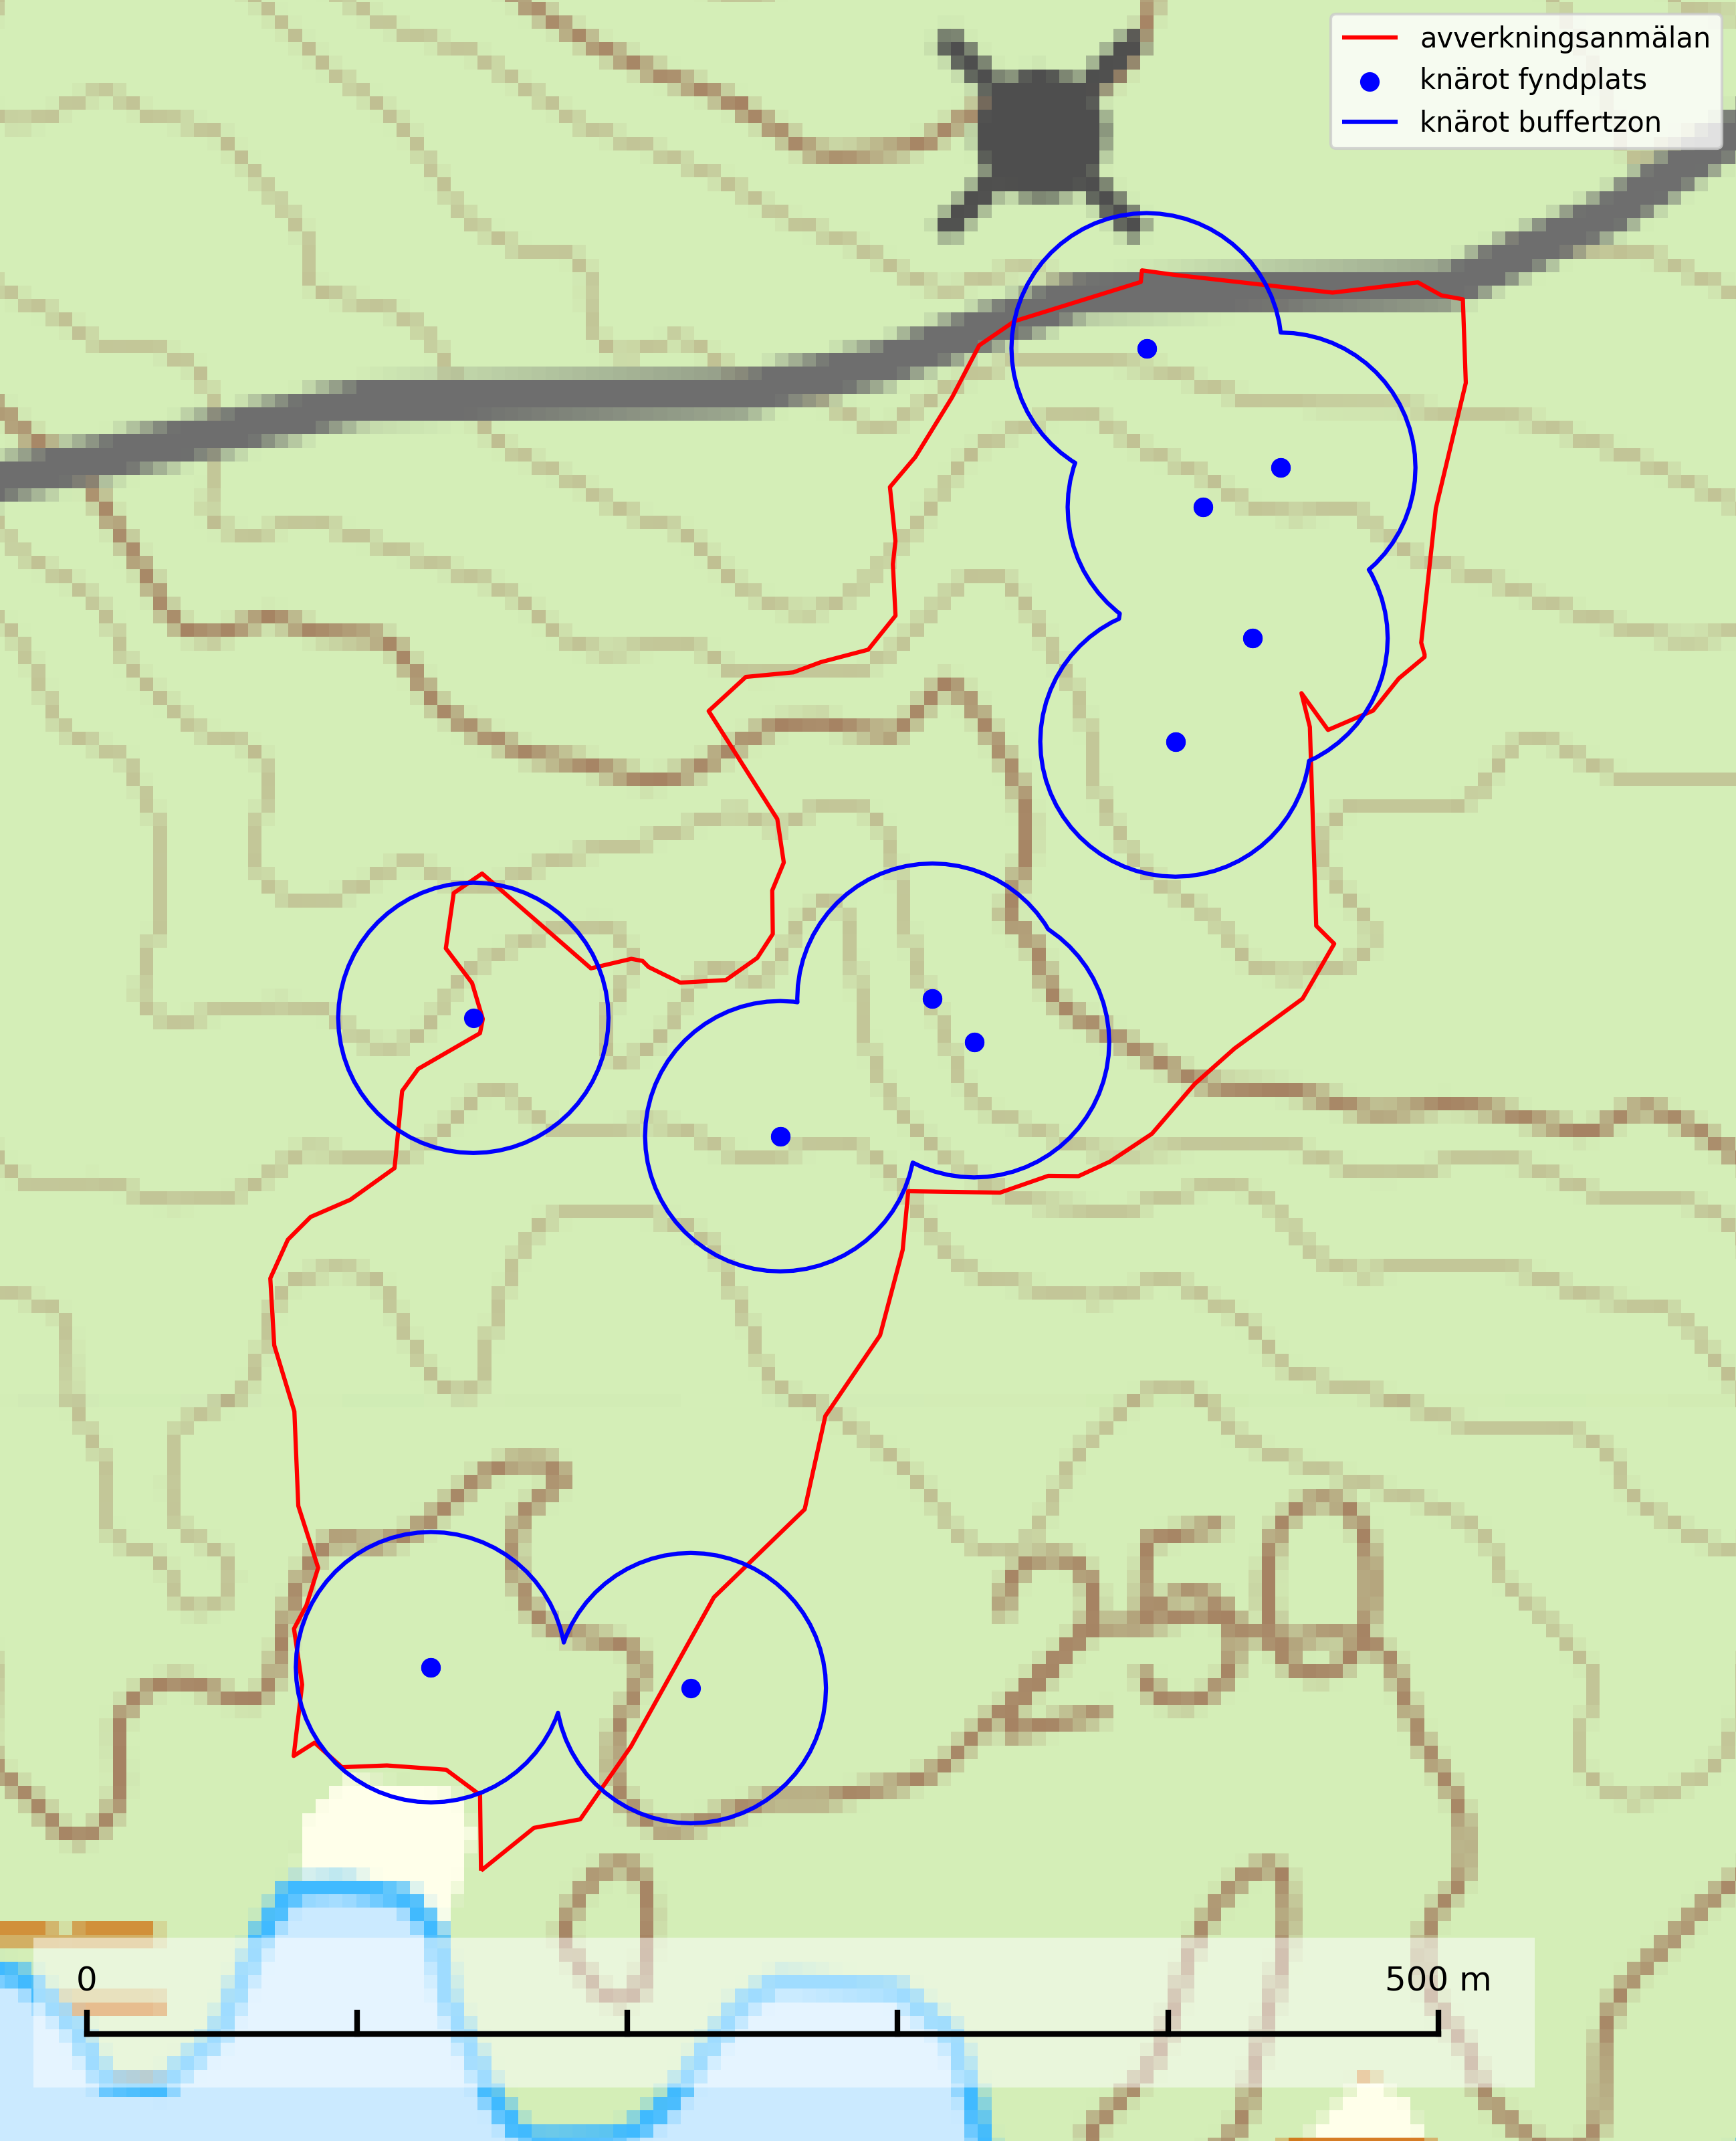 avverkningsanmälan
knärot fyndplats
knärot buffertzon
250
0 500 m